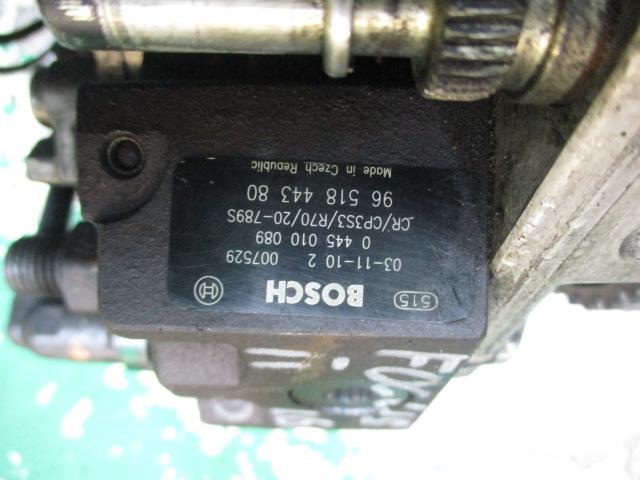 515 BOSCH
03-11-10 2 007529
0 445 010 089
CR/CP3S3/R70/20-789S
96 518 443 80
Made in Czech Republic